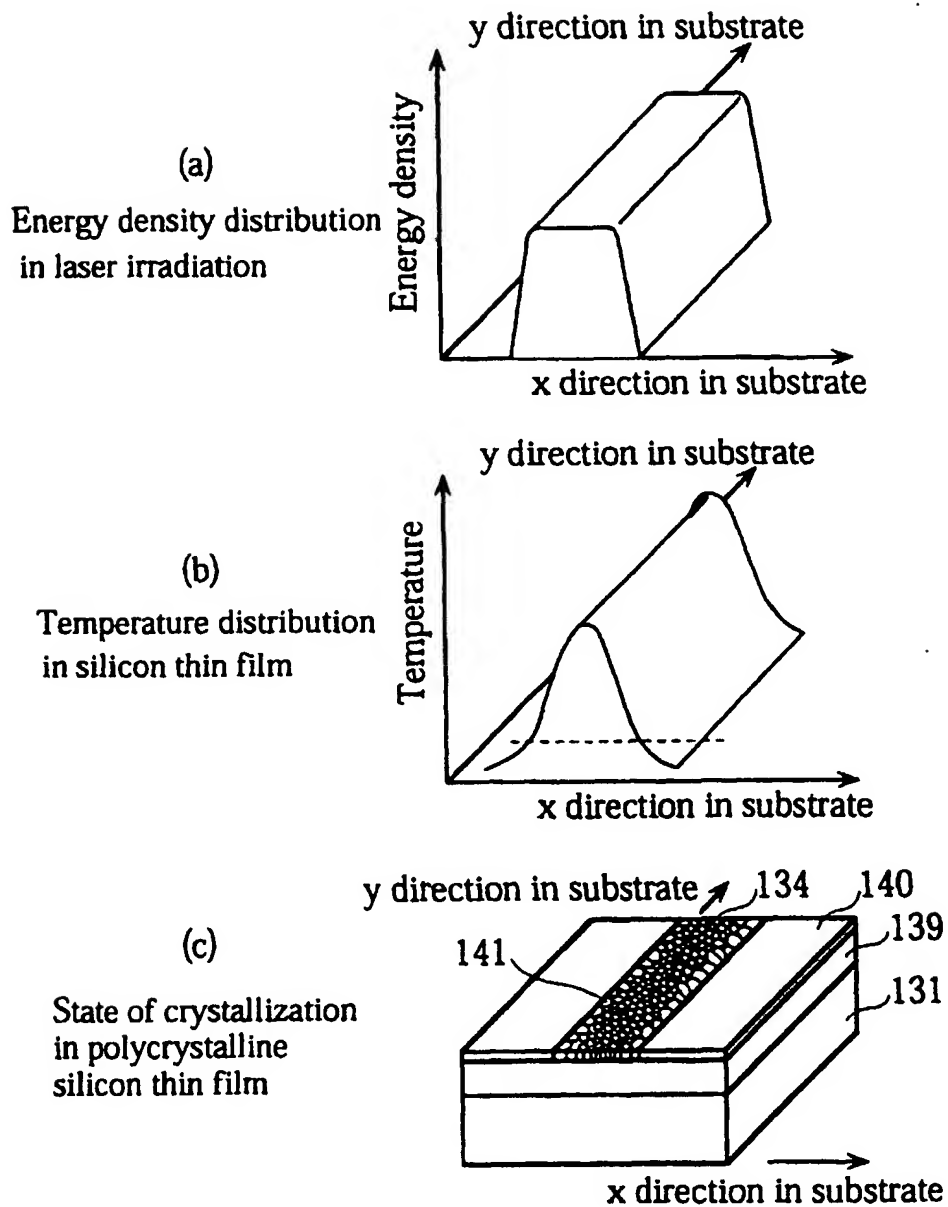 y direction in substrate
Energy density
(a)
Energy density distribution
in laser irradiation
x direction in substrate
y direction in substrate
Temperature
(b)
Temperature distribution
in silicon thin film
x direction in substrate
y direction in substrate
134
140
139
131
141
(c)
State of crystallization
in polycrystalline
silicon thin film
x direction in substrate